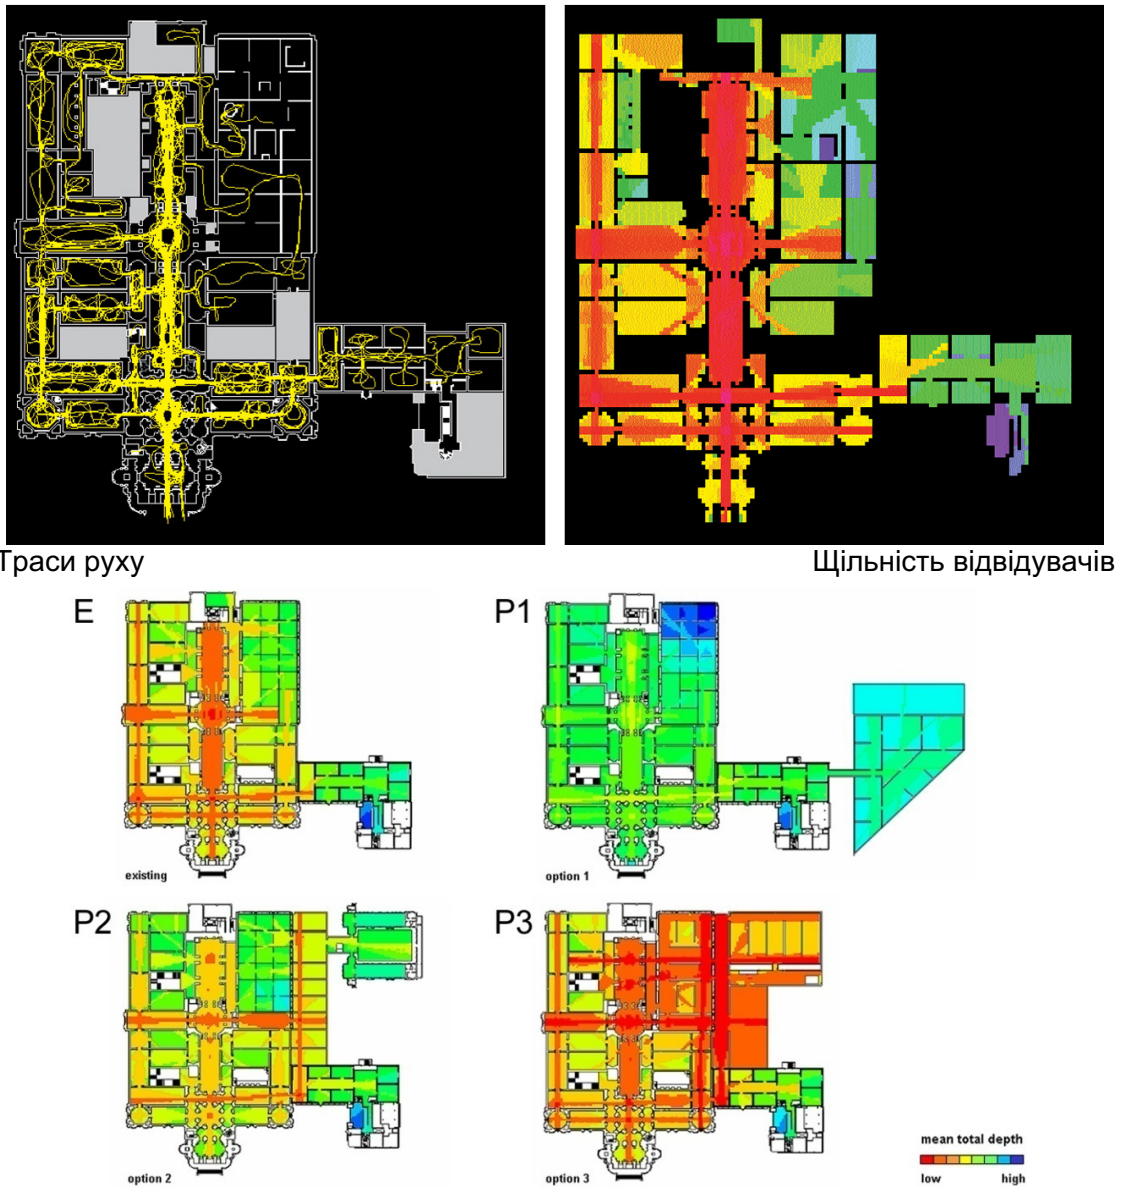 Траси руху
Щільність відвідувачів
E
existing
P1
option 1
P2
option 2
P3
option 3
mean total depth
low high